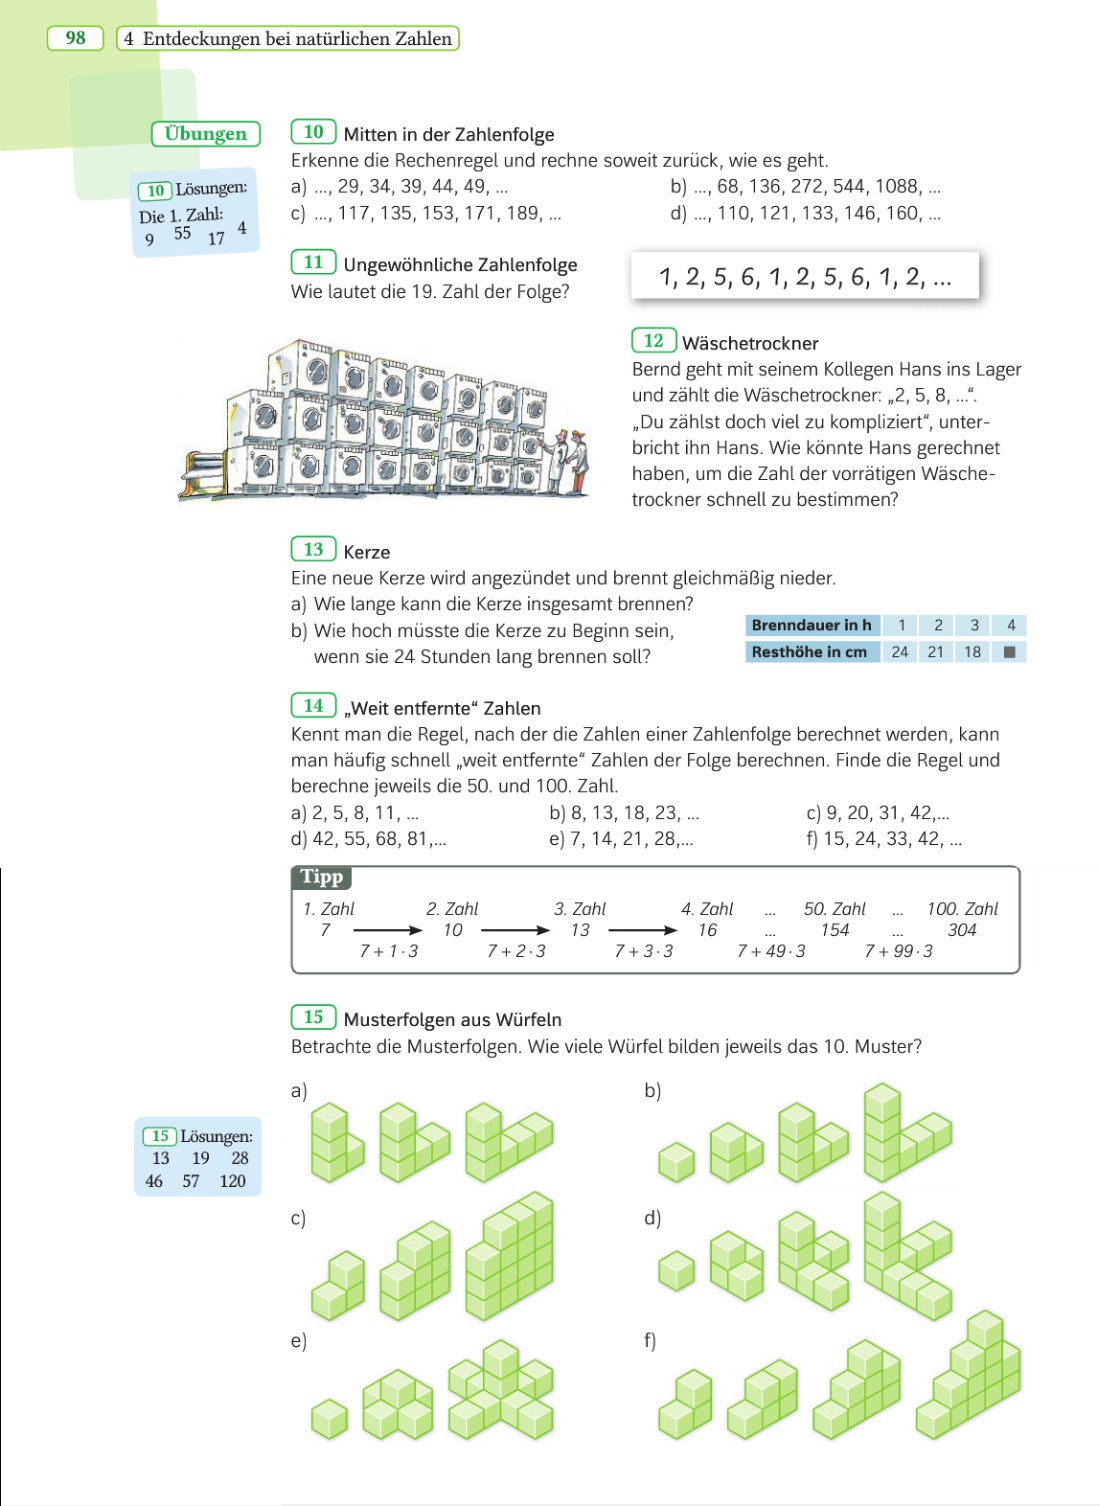 98
4 Entdeckungen bei natürlichen Zahlen
Übungen
10 Mitten in der Zahlenfolge
Erkenne die Rechenregel und rechne soweit zurück, wie es geht.
a) ..., 29, 34, 39, 44, 49, ...
b) ..., 68, 136, 272, 544, 1088, ...
c) ..., 117, 135, 153, 171, 189, ...
d) ..., 110, 121, 133, 146, 160, ...
10 Lösungen:
Die 1. Zahl:
9 55 17 4
11 Ungewöhnliche Zahlenfolge
Wie lautet die 19. Zahl der Folge?
1, 2, 5, 6, 1, 2, 5, 6, 1, 2, ...
12 Wäschetrockner
Bernd geht mit seinem Kollegen Hans ins Lager
und zählt die Wäschetrockner: „2, 5, 8, ...“.
„Du zählst doch viel zu kompliziert“, unter-
bricht ihn Hans. Wie könnte Hans gerechnet
haben, um die Zahl der vorrätigen Wäsche-
trockner schnell zu bestimmen?
13 Kerze
Eine neue Kerze wird angezündet und brennt gleichmäßig nieder.
a) Wie lange kann die Kerze insgesamt brennen?
b) Wie hoch müsste die Kerze zu Beginn sein,
wenn sie 24 Stunden lang brennen soll?
Brenndauer in h 1 2 3 4
Resthöhe in cm 24 21 18 ■
14 „Weit entfernte“ Zahlen
Kennt man die Regel, nach der die Zahlen einer Zahlenfolge berechnet werden, kann
man häufig schnell „weit entfernte“ Zahlen der Folge berechnen. Finde die Regel und
berechne jeweils die 50. und 100. Zahl.
a) 2, 5, 8, 11, ...
b) 8, 13, 18, 23, ...
c) 9, 20, 31, 42,...
d) 42, 55, 68, 81,...
e) 7, 14, 21, 28,...
f) 15, 24, 33, 42, ...
Tipp
1. Zahl 2. Zahl 3. Zahl 4. Zahl ... 50. Zahl ... 100. Zahl
7 10 13 16 ... 154 ... 304
7 + 1 · 3 7 + 2 · 3 7 + 3 · 3 7 + 49 · 3 7 + 99 · 3
15 Musterfolgen aus Würfeln
Betrachte die Musterfolgen. Wie viele Würfel bilden jeweils das 10. Muster?
a)
b)
15 Lösungen:
13 19 28
46 57 120
c)
d)
e)
f)